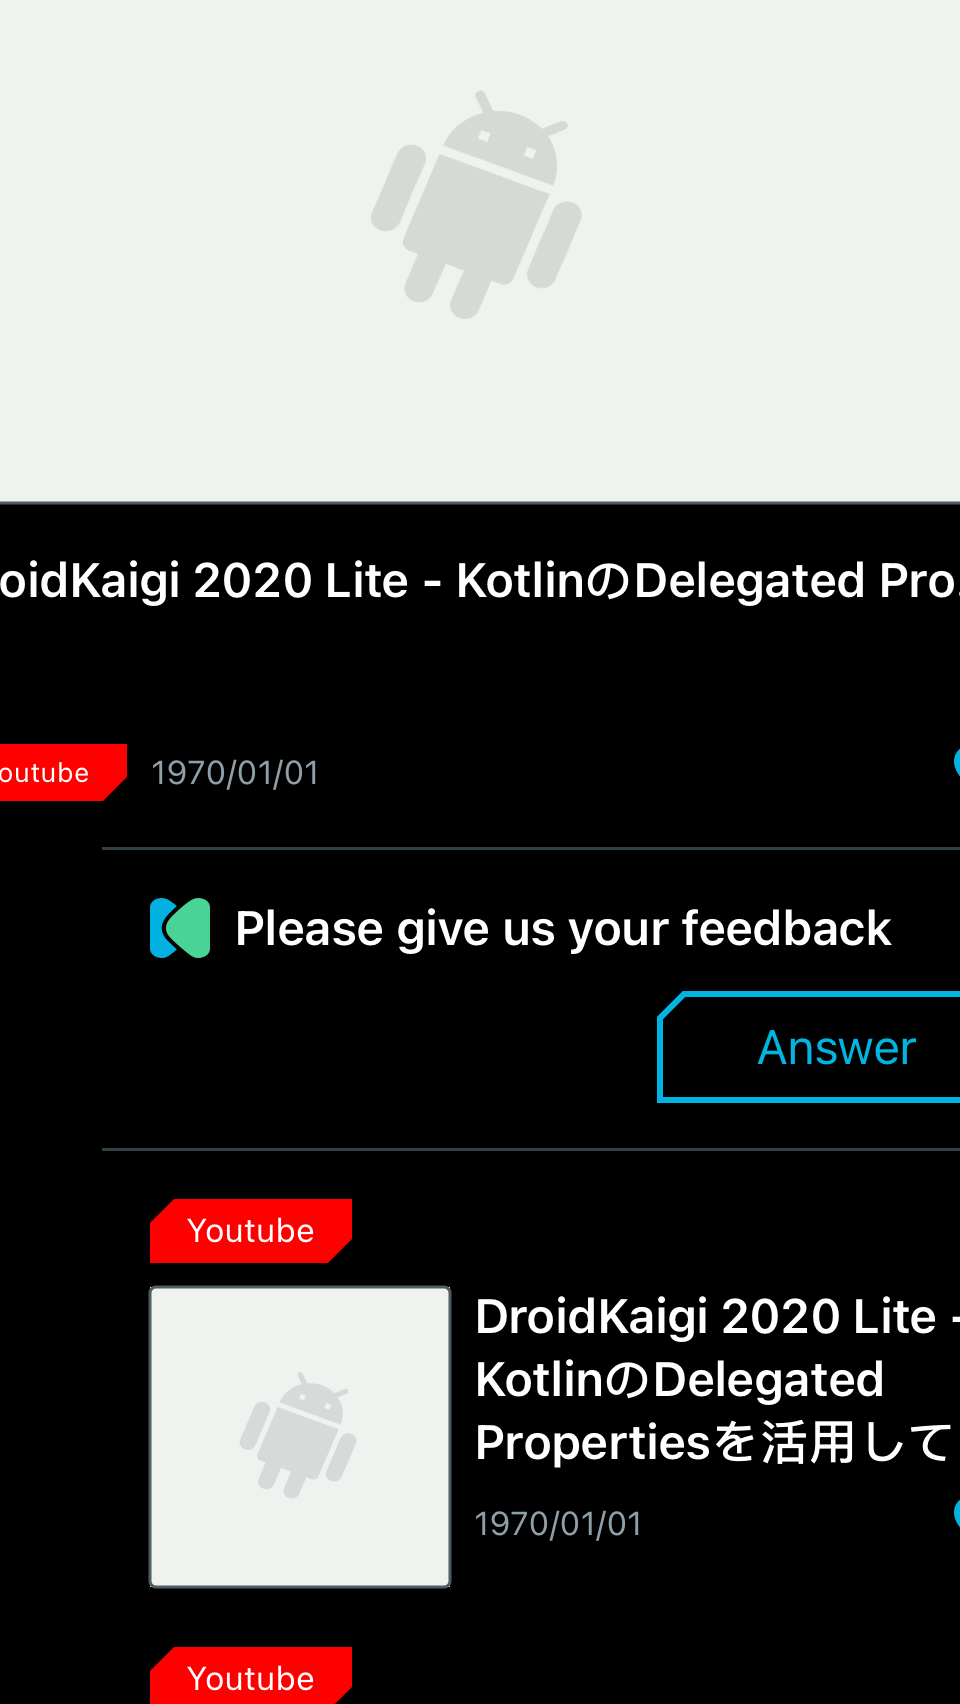 oidKaigi 2020 Lite - KotlinのDelegated Pro.
outube 1970/01/01
Please give us your feedback
Answer
Youtube
DroidKaigi 2020 Lite -
KotlinのDelegated
Propertiesを活用して
1970/01/01
Youtube